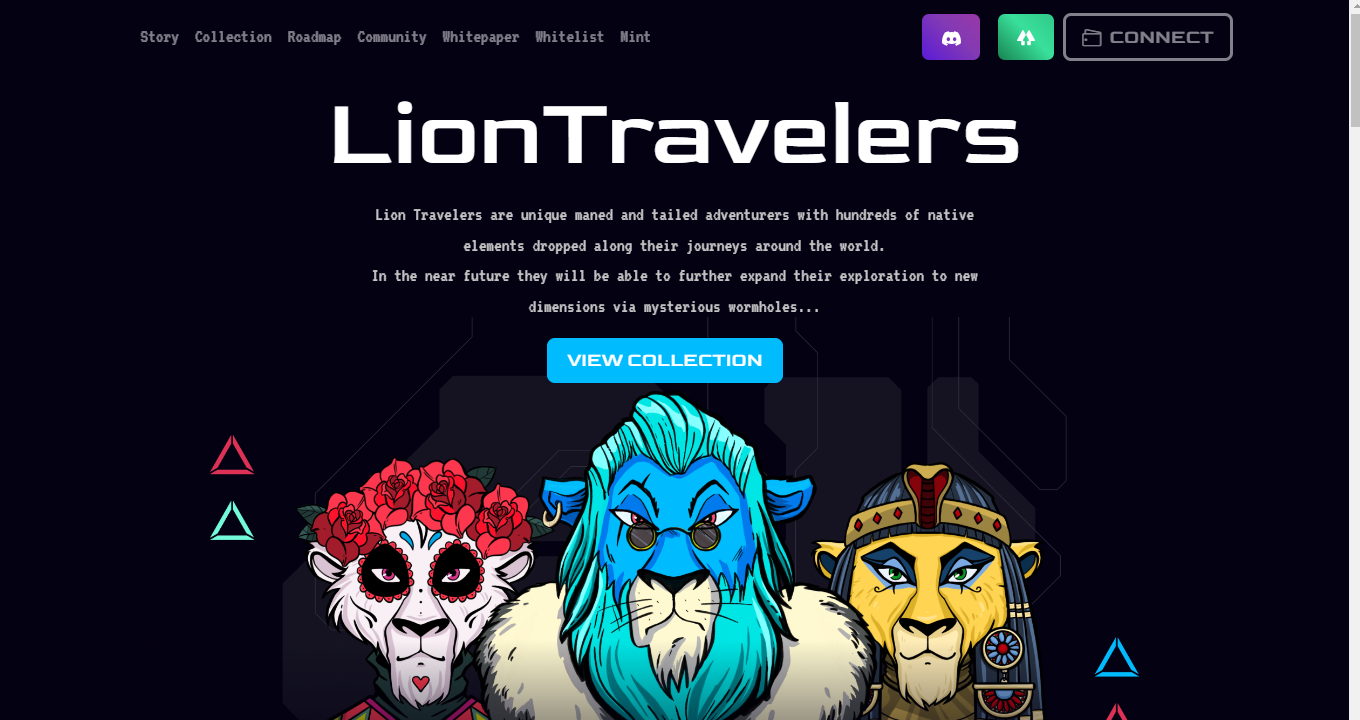 Story Collection Roadmap Community Whitepaper Whitelist Mint
CONNECT
LionTravelers
Lion Travelers are unique maned and tailed adventurers with hundreds of native
elements dropped along their journeys around the world.
In the near future they will be able to further expand their exploration to new
dimensions via mysterious wormholes...
VIEW COLLECTION